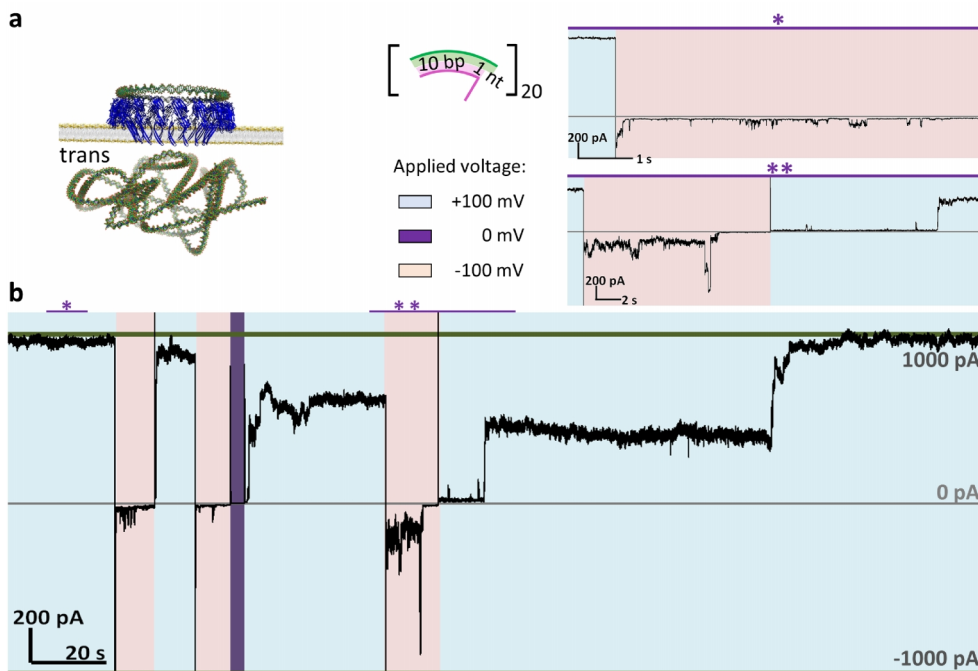 a
trans
10 bp
1 nt
20
Applied voltage:
+100 mV
0 mV
-100 mV
*
200 pA
1 s
**
200 pA
2 s
b
*
**
1000 pA
0 pA
200 pA
20 s
-1000 pA